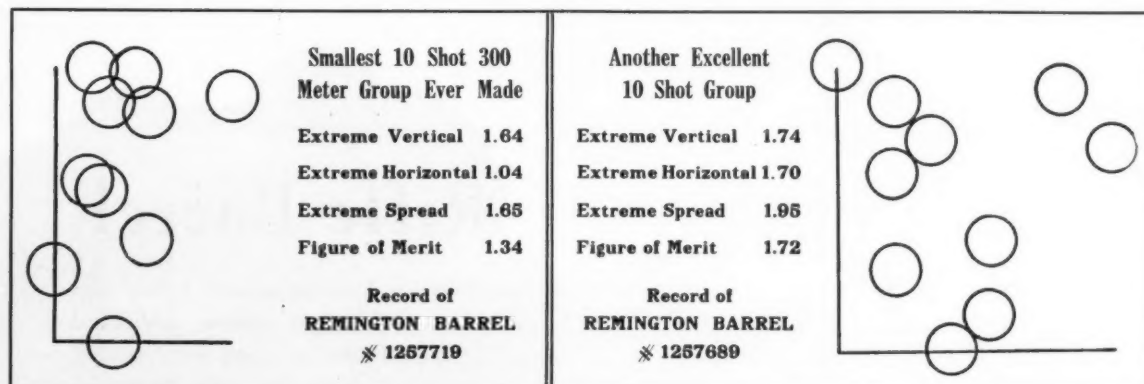 Smallest 10 Shot 300
Meter Group Ever Made
Extreme Vertical 1.64
Extreme Horizontal 1.04
Extreme Spread 1.65
Figure of Merit 1.34
Record of
REMINGTON BARREL
# 1257719
Another Excellent
10 Shot Group
Extreme Vertical 1.74
Extreme Horizontal 1.70
Extreme Spread 1.95
Figure of Merit 1.72
Record of
REMINGTON BARREL
# 1257689